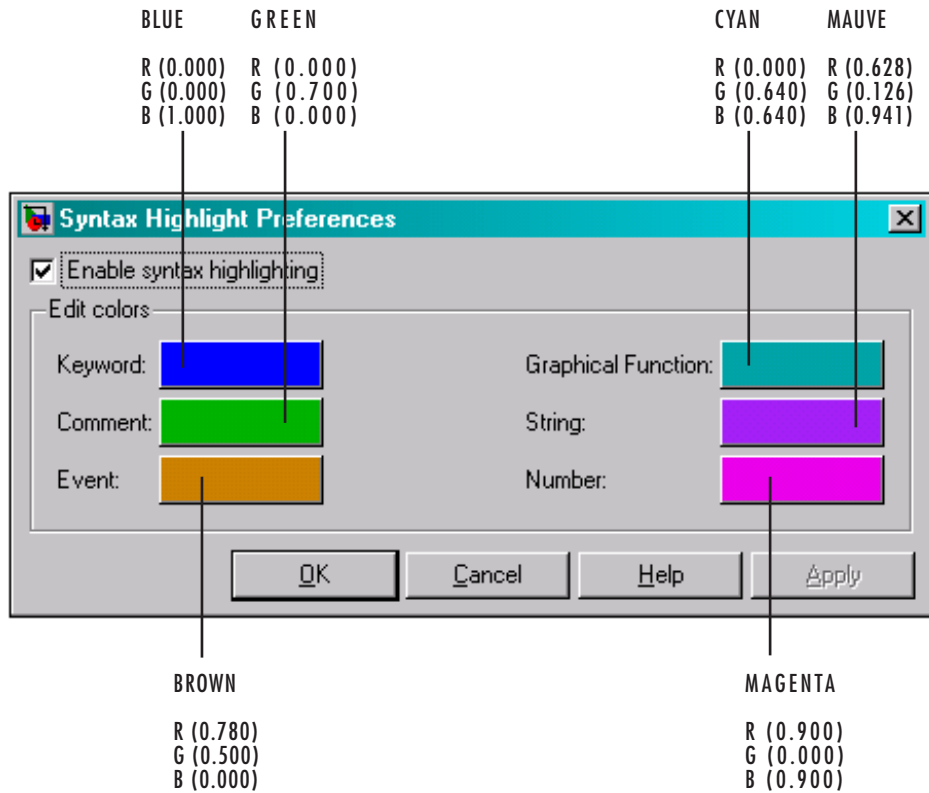 BLUE GREEN CYAN MAUVE
R (0.000) R (0.000) R (0.000) R (0.628)
G (0.000) G (0.700) G (0.640) G (0.126)
B (1.000) B (0.000) B (0.640) B (0.941)
Syntax Highlight Preferences
Enable syntax highlighting
Edit colors
Keyword: Graphical Function:
Comment: String:
Event: Number:
OK Cancel Help Apply
BROWN MAGENTA
R (0.780) R (0.900)
G (0.500) G (0.000)
B (0.000) B (0.900)